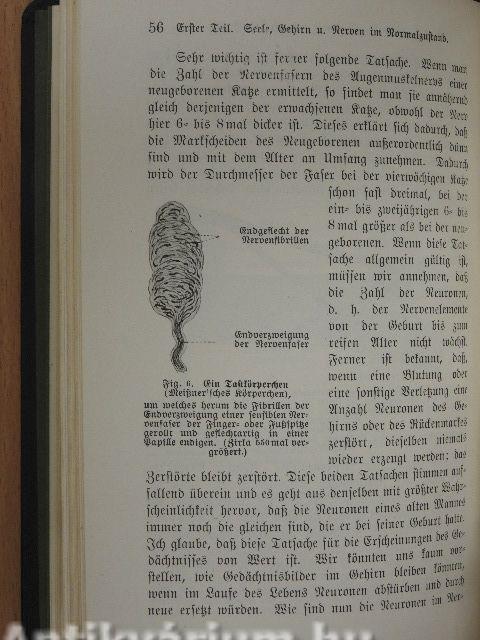 56 Erster Teil. Seele, Gehirn u. Nerven im Normalzustand.
Sehr wichtig ist ferner folgende Tatsache. Wenn man
die Zahl der Nervenfasern des Augenmuskelnervs einer
neugeborenen Katze ermittelt, so findet man sie annähernd
gleich derjenigen der erwachsenen Katze, obwohl der Nerv
hier 6- bis 8mal dicker ist. Dieses erklärt sich dadurch, daß
die Markscheiden des Neugeborenen außerordentlich dünn
sind und mit dem Alter an Umfang zunehmen. Dadurch
wird der Durchmesser der Faser bei der vierwöchigen Katze
schon fast dreimal, bei der
ein- bis zweijährigen 6- bis
8mal größer als bei der neu-
geborenen. Wenn diese Tat-
sache allgemein gültig ist,
müssen wir annehmen, daß
die Zahl der Neuronen,
d. h. der Nervenelemente
von der Geburt bis zum
reifen Alter nicht wächst.
Ferner ist bekannt, daß,
wenn eine Blutung oder
eine sonstige Verletzung eine
Anzahl Neuronen des Ge-
hirns oder des Rückenmarkes
zerstört, dieselben niemals
wieder erzeugt werden: das
Endgeflecht der
Nervenfibrillen
Endverzweigung
der Nervenfaser
Fig. 6. Ein Tastkörperchen
(Meißner'sches Körperchen),
um welches herum die Fibrillen der
Endverzweigung einer sensiblen Ner-
venfaser der Finger- oder Fußspitze
gerollt und geflechtartig in einer
Papille endigen. (Zirka 650mal ver-
größert.)
Zerstörte bleibt zerstört. Diese beiden Tatsachen stimmen auf-
fallend überein und es geht aus denselben mit größter Wahr-
scheinlichkeit hervor, daß die Neuronen eines alten Mannes
immer noch die gleichen sind, die er bei seiner Geburt hatte.
Ich glaube, daß diese Tatsache für die Erscheinungen des Ge-
dächtnisses von Wert ist. Wir könnten uns kaum vor-
stellen, wie Gedächtnisbilder im Gehirn bleiben könnten,
wenn im Laufe des Lebens Neuronen abstürben und durch
neue ersetzt würden. Wie sind nun die Neuronen im Ner-
Antikvárium.hu